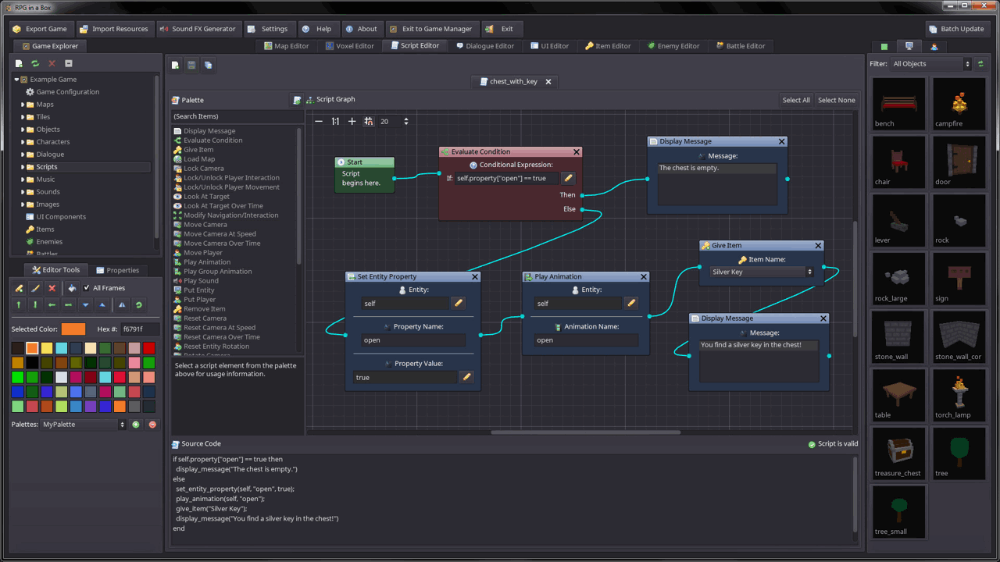 RPG in a Box
Export Game
Import Resources
Sound FX Generator
Settings
Help
About
Exit to Game Manager
Exit
Batch Update
Game Explorer
Map Editor
Voxel Editor
Script Editor
Dialogue Editor
UI Editor
Item Editor
Enemy Editor
Battle Editor
Example Game
Game Configuration
Maps
Tiles
Objects
Characters
Dialogue
Scripts
Music
Sounds
Images
UI Components
Items
Enemies
Battles
Editor Tools
Properties
All Frames
Selected Color:
Hex #:
f6791f
Palettes:
MyPalette
chest_with_key
Palette
(Search Items)
Display Message
Evaluate Condition
Give Item
Load Map
Lock Camera
Lock/Unlock Player Interaction
Lock/Unlock Player Movement
Look At Target
Look At Target Over Time
Modify Navigation/Interaction
Move Camera
Move Camera At Speed
Move Camera Over Time
Move Player
Play Animation
Play Group Animation
Play Sound
Put Entity
Put Player
Remove Item
Reset Camera
Reset Camera At Speed
Reset Camera Over Time
Reset Entity Rotation
Rotate Camera
Select a script element from the palette
above for usage information.
Script Graph
Select All
Select None
1:1
20
Start
Script
begins here.
Evaluate Condition
Conditional Expression:
If:
self.property["open"] == true
Then
Else
Display Message
Message:
The chest is empty.
Set Entity Property
Entity:
self
Property Name:
open
Property Value:
true
Play Animation
Entity:
self
Animation Name:
open
Give Item
Item Name:
Silver Key
Display Message
Message:
You find a silver key in the chest!
Source Code
Script is valid
if self.property["open"] == true then
display_message("The chest is empty.")
else
set_entity_property(self, "open", true);
play_animation(self, "open");
give_item("Silver Key");
display_message("You find a silver key in the chest!")
end
Filter:
All Objects
bench
campfire
chair
door
lever
rock
rock_large
sign
stone_wall
stone_wall_cor
table
torch_lamp
treasure_chest
tree
tree_small